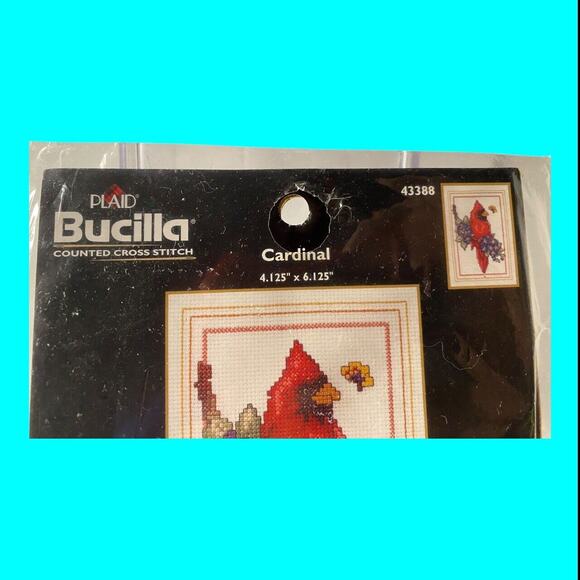 PLAID®
Bucilla®
COUNTED CROSS STITCH
43388
Cardinal
4.125" x 6.125"